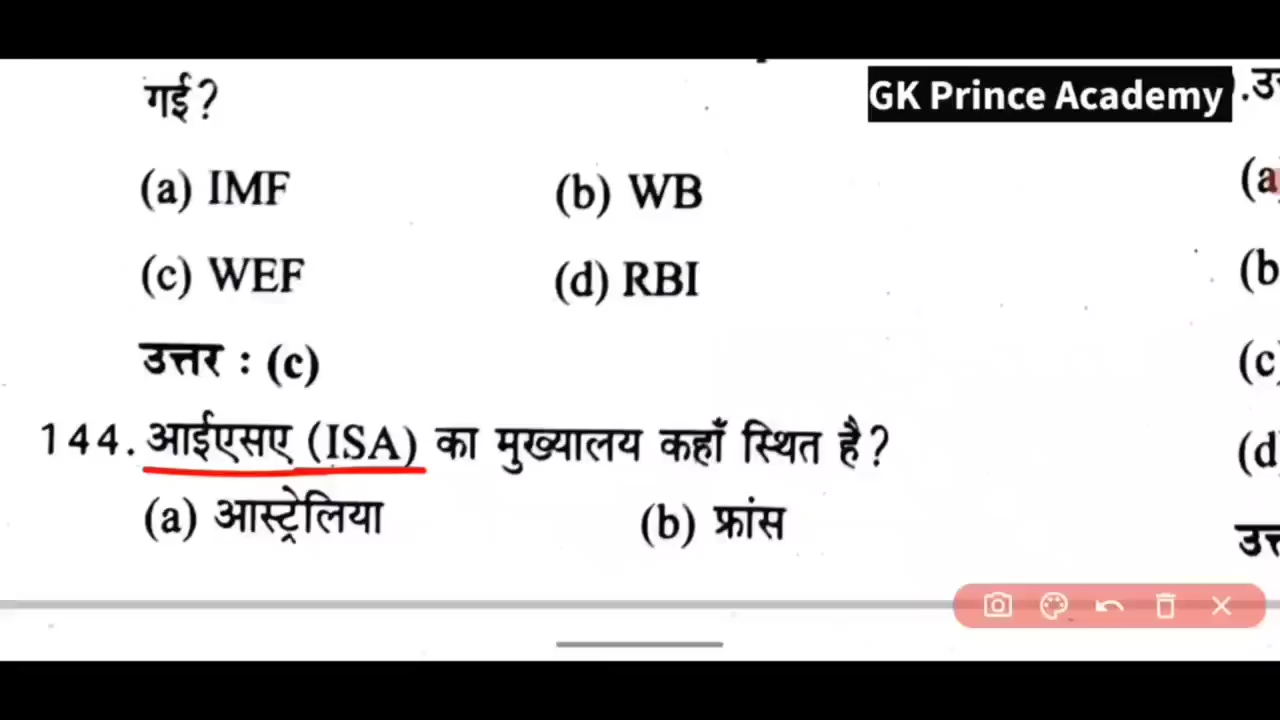 गई?
GK Prince Academy
(a) IMF (b) WB
(c) WEF (d) RBI
उत्तर : (c)
144. आईएसए (ISA) का मुख्यालय कहाँ स्थित है?
(a) आस्ट्रेलिया (b) फ्रांस
(a)
(b
(c)
(d)